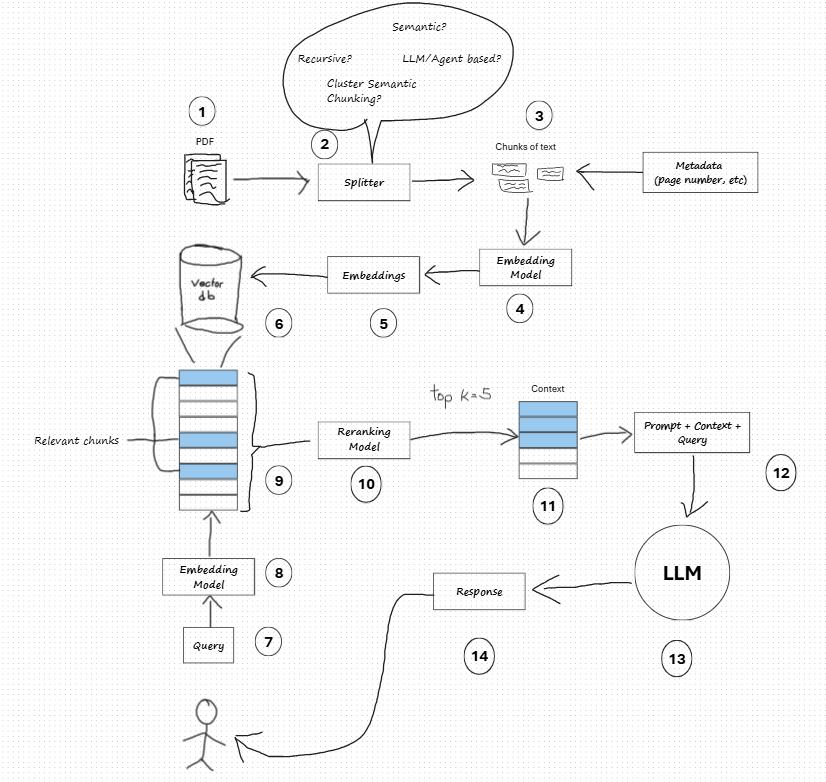 Semantic?
Recursive?
LLM/Agent based?
Cluster Semantic
Chunking?
1
2
3
PDF
Splitter
Chunks of text
Metadata
(page number, etc)
Vector
db
Embeddings
Embedding
Model
6
5
4
Relevant chunks
9
Reranking
Model
10
top k=5
Context
11
Prompt + Context +
Query
12
Embedding
Model
8
Query
7
Response
14
LLM
13